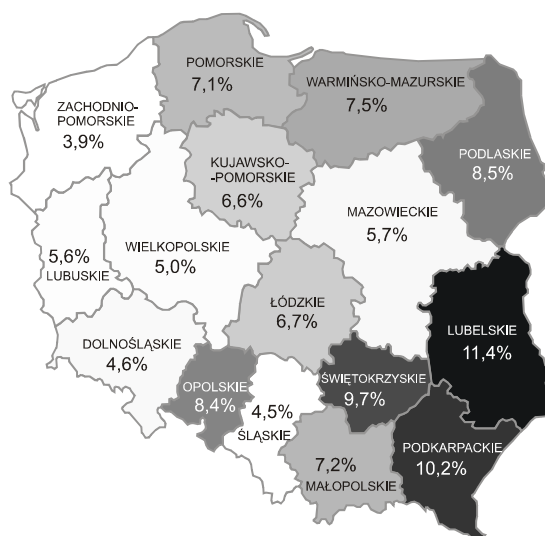 POMORSKIE
7,1%
WARMIŃSKO-MAZURSKIE
7,5%
ZACHODNIO-
POMORSKIE
3,9%
KUJAWSKO-
-POMORSKIE
6,6%
PODLASKIE
8,5%
MAZOWIECKIE
5,7%
WIELKOPOLSKIE
5,0%
5,6%
LUBUSKIE
ŁÓDZKIE
6,7%
LUBELSKIE
11,4%
DOLNOŚLĄSKIE
4,6%
OPOLSKIE
8,4%
4,5%
ŚLĄSKIE
ŚWIĘTOKRZYSKIE
9,7%
PODKARPACKIE
10,2%
7,2%
MAŁOPOLSKIE